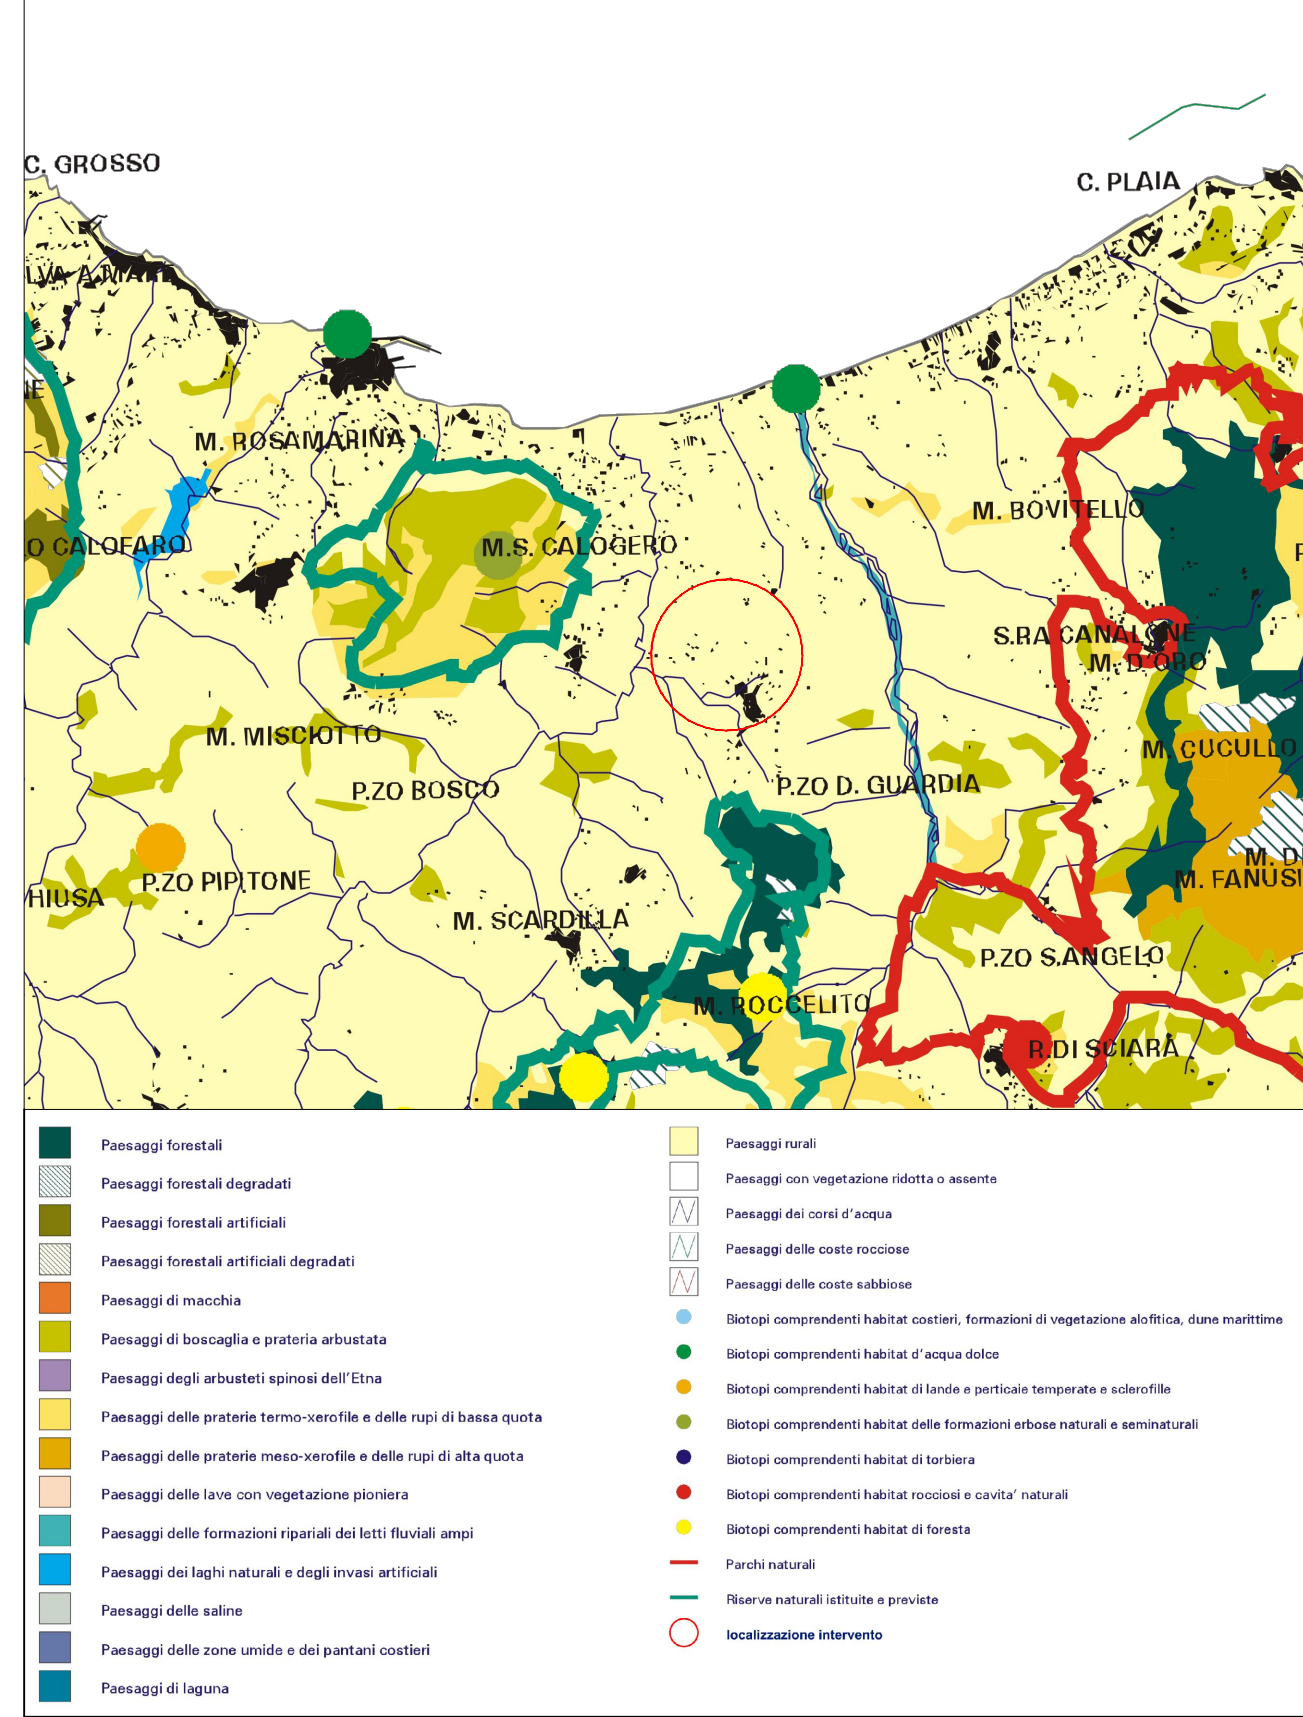 C. GROSSO
C. PLAIA
LVA A MARE
M. ROSAMARINA
M. BOVITELLO
O CALOFARO
M.S. CALOGERO
S.RA CANALONE
M. D'ORO
M. MISCIOTTO
M. CUCULLO
P.ZO BOSCO
P.ZO D. GUARDIA
M. D
P.ZO PIPITONE
M. FANUSI
HIUSA
M. SCARDILLA
P.ZO S.ANGELO
M. ROCCELITO
R.DI SCIARA
Paesaggi forestali
Paesaggi forestali degradati
Paesaggi forestali artificiali
Paesaggi forestali artificiali degradati
Paesaggi di macchia
Paesaggi di boscaglia e prateria arbustata
Paesaggi degli arbusteti spinosi dell'Etna
Paesaggi delle praterie termo-xerofile e delle rupi di bassa quota
Paesaggi delle praterie meso-xerofile e delle rupi di alta quota
Paesaggi delle lave con vegetazione pioniera
Paesaggi delle formazioni ripariali dei letti fluviali ampi
Paesaggi dei laghi naturali e degli invasi artificiali
Paesaggi delle saline
Paesaggi delle zone umide e dei pantani costieri
Paesaggi di laguna
Paesaggi rurali
Paesaggi con vegetazione ridotta o assente
Paesaggi dei corsi d'acqua
Paesaggi delle coste rocciose
Paesaggi delle coste sabbiose
Biotopi comprendenti habitat costieri, formazioni di vegetazione alofitica, dune marittime
Biotopi comprendenti habitat d'acqua dolce
Biotopi comprendenti habitat di lande e perticaie temperate e sclerofille
Biotopi comprendenti habitat delle formazioni erbose naturali e seminaturali
Biotopi comprendenti habitat di torbiera
Biotopi comprendenti habitat rocciosi e cavita' naturali
Biotopi comprendenti habitat di foresta
Parchi naturali
Riserve naturali istituite e previste
localizzazione intervento